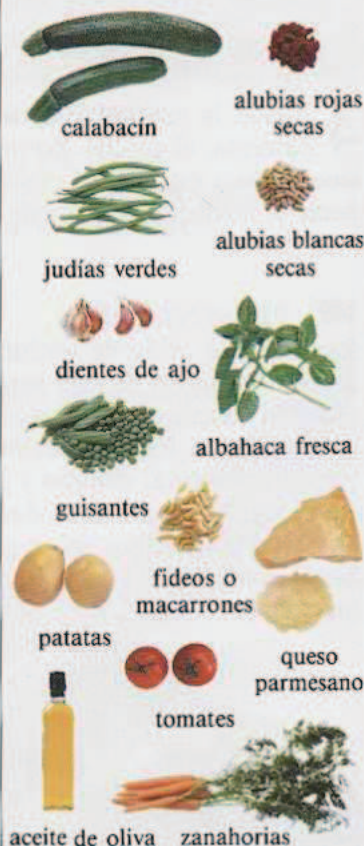 calabacín
alubias rojas
secas
judías verdes
alubias blancas
secas
dientes de ajo
albahaca fresca
guisantes
fideos o
macarrones
patatas
queso
parmesano
tomates
aceite de oliva
zanahorias